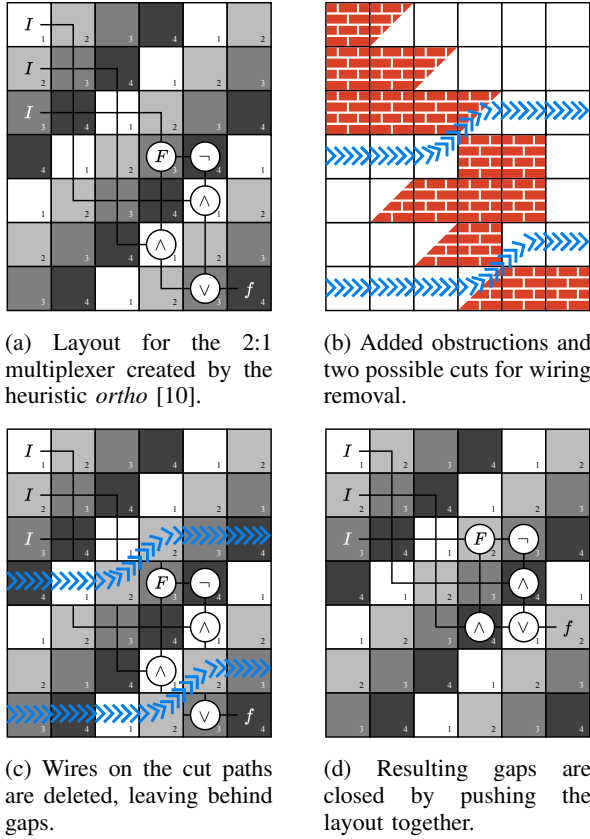 I
I
I
F ¬
∧
∧
∨ f
(a) Layout for the 2:1
multiplexer created by the
heuristic ortho [10].
(b) Added obstructions and
two possible cuts for wiring
removal.
I
I
I
F ¬
∧
∧
∨ f
(c) Wires on the cut paths
are deleted, leaving behind
gaps.
I
I
I F ¬
∧
∧ ∨ f
(d) Resulting gaps are
closed by pushing the
layout together.